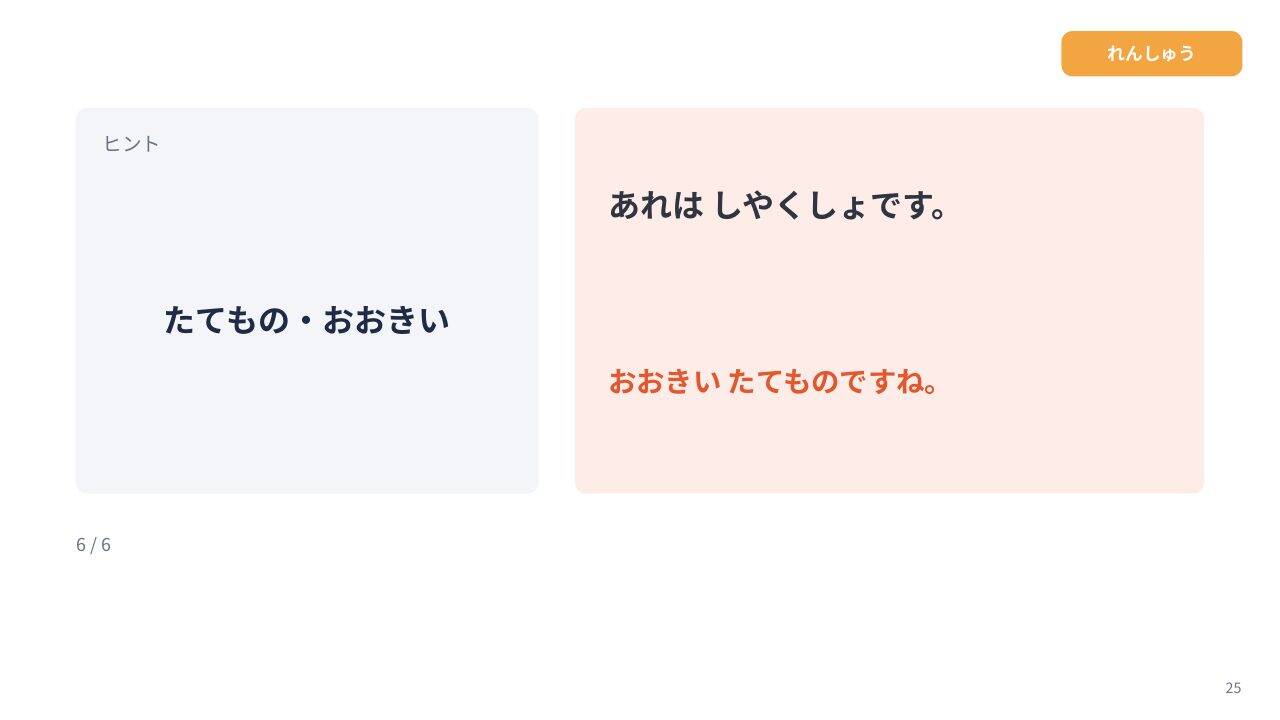 れんしゅう
ヒント
たてもの・おおきい
あれは しやくしょです。
おおきい たてものですね。
6 / 6
25